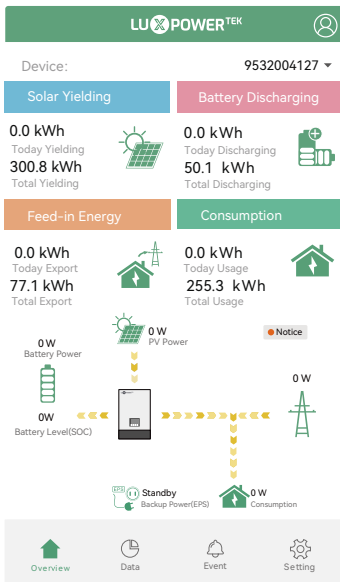 LUXPOWERTEK
Device: 9532004127
Solar Yielding
Battery Discharging
0.0 kWh
Today Yielding
300.8 kWh
Total Yielding
0.0 kWh
Today Discharging
50.1 kWh
Total Discharging
Feed-in Energy
Consumption
0.0 kWh
Today Export
77.1 kWh
Total Export
0.0 kWh
Today Usage
255.3 kWh
Total Usage
0 W
PV Power
Notice
0 W
Battery Power
0 W
0W
Battery Level(SOC)
EPS
Standby
Backup Power(EPS)
0 W
Consumption
Overview
Data
Event
Setting